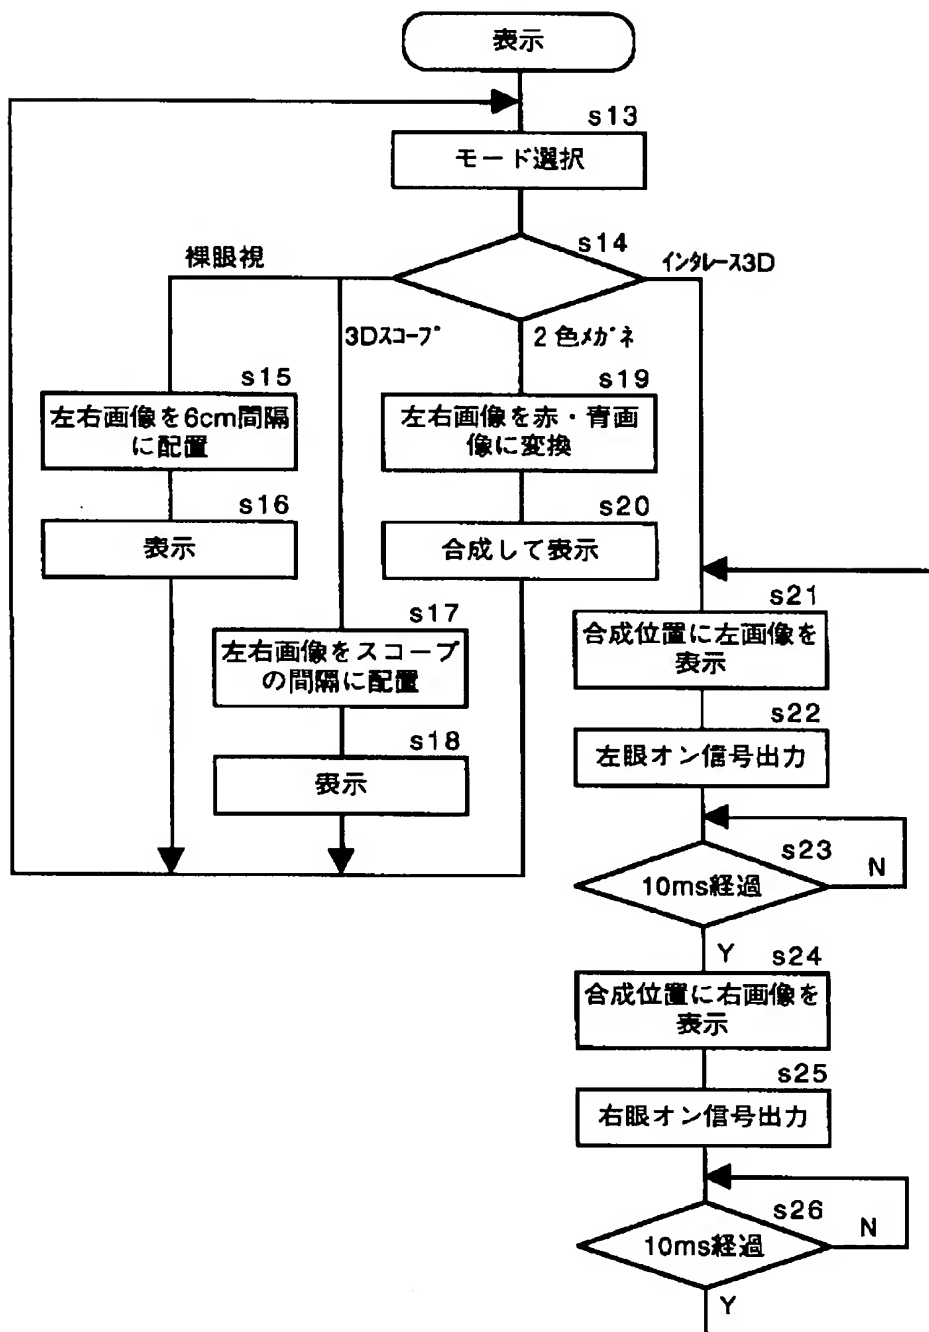 表示
s13
モード選択
s14
裸眼視
インタレース3D
3Dスコープ
2色メガネ
s15
左右画像を6cm間隔
に配置
s19
左右画像を赤・青画
像に変換
s16
表示
s20
合成して表示
s17
左右画像をスコープ
の間隔に配置
s18
表示
s21
合成位置に左画像を
表示
s22
左眼オン信号出力
s23
10ms経過
N
Y
s24
合成位置に右画像を
表示
s25
右眼オン信号出力
s26
10ms経過
N
Y